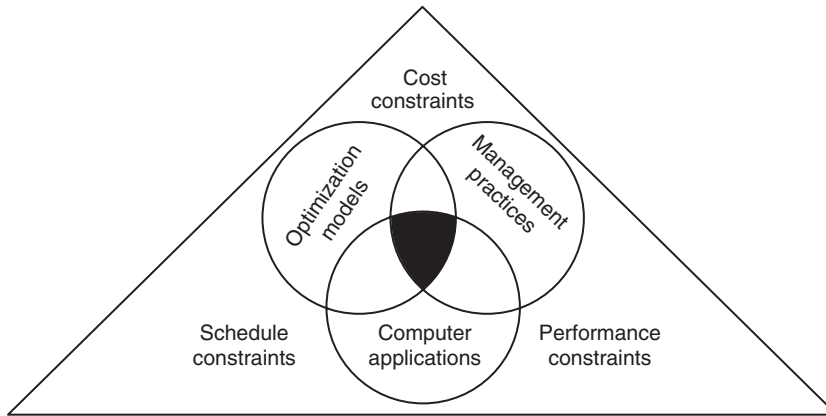 Cost
constraints
Optimization
models
Management
practices
Schedule
constraints
Computer
applications
Performance
constraints